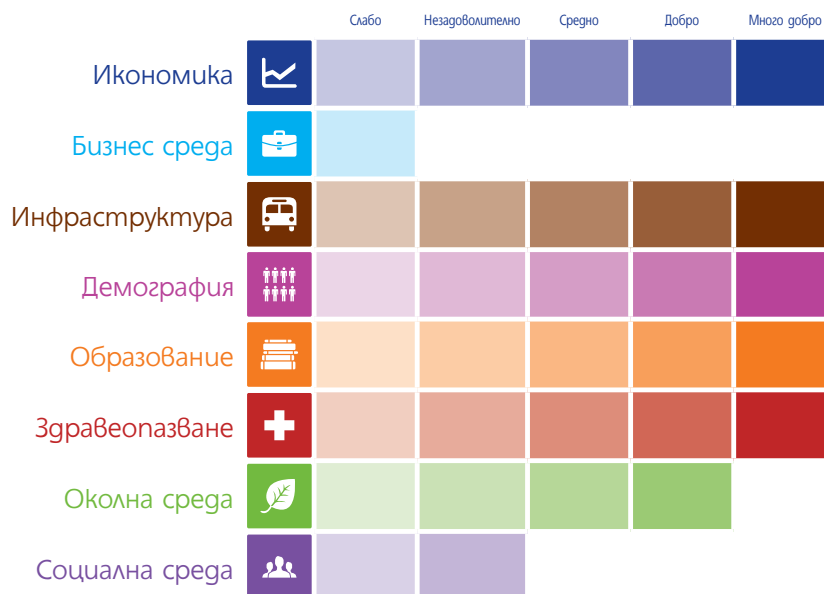 Слабо Незадоволително Средно Добро Много добро
Икономика
Бизнес среда
Инфраструктура
Демография
Образование
Здравеопазване
Околна среда
Социална среда